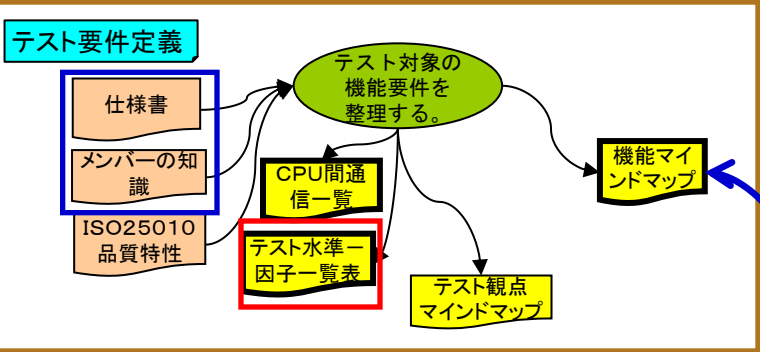 テスト要件定義
テスト対象の
機能要件を
整理する。
仕様書
メンバーの知
識
ISO25010
品質特性
CPU間通
信一覧
テスト水準－
因子一覧表
テスト観点
マインドマップ
機能マイ
ンドマップ